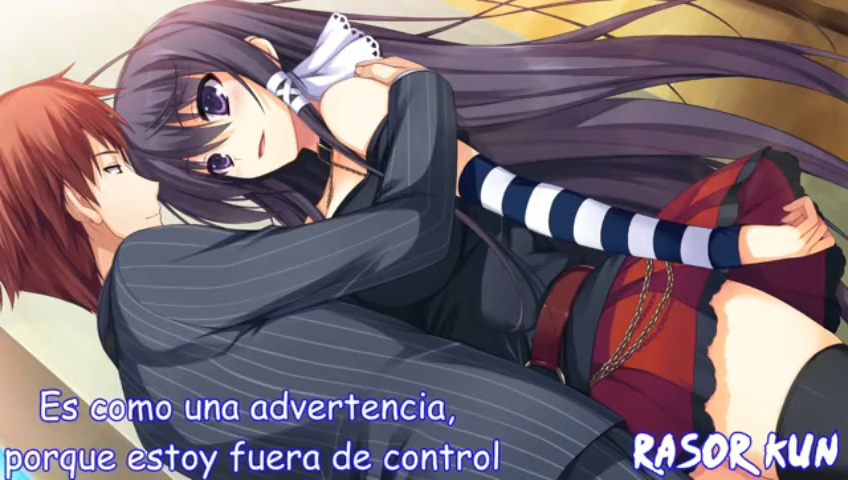 Es como una advertencia,
porque estoy fuera de control
RASOR KUN